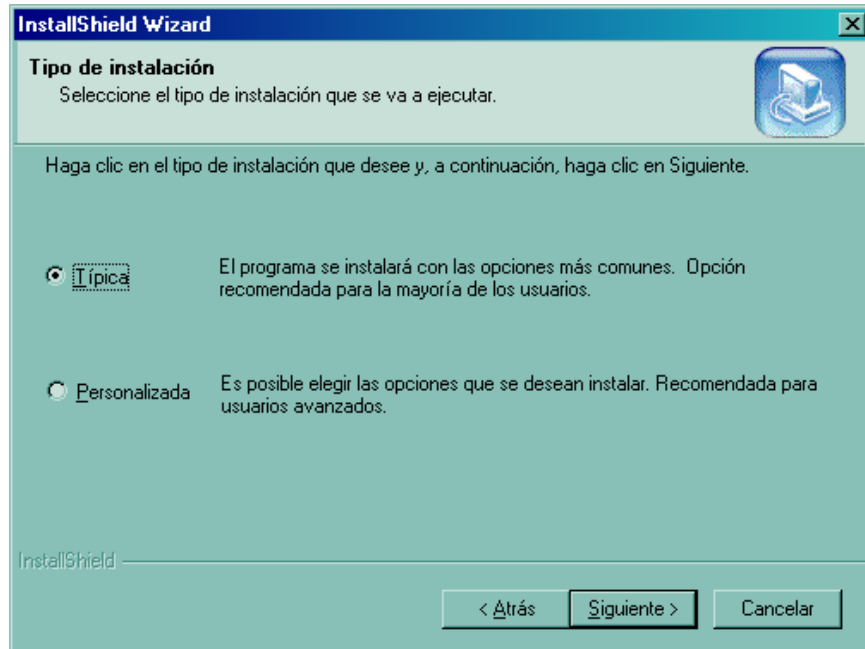 InstallShield Wizard
Tipo de instalación
Seleccione el tipo de instalación que se va a ejecutar.
Haga clic en el tipo de instalación que desee y, a continuación, haga clic en Siguiente.
Típica
El programa se instalará con las opciones más comunes. Opción
recomendada para la mayoría de los usuarios.
Personalizada
Es posible elegir las opciones que se desean instalar. Recomendada para
usuarios avanzados.
InstallShield
< Atrás
Siguiente >
Cancelar